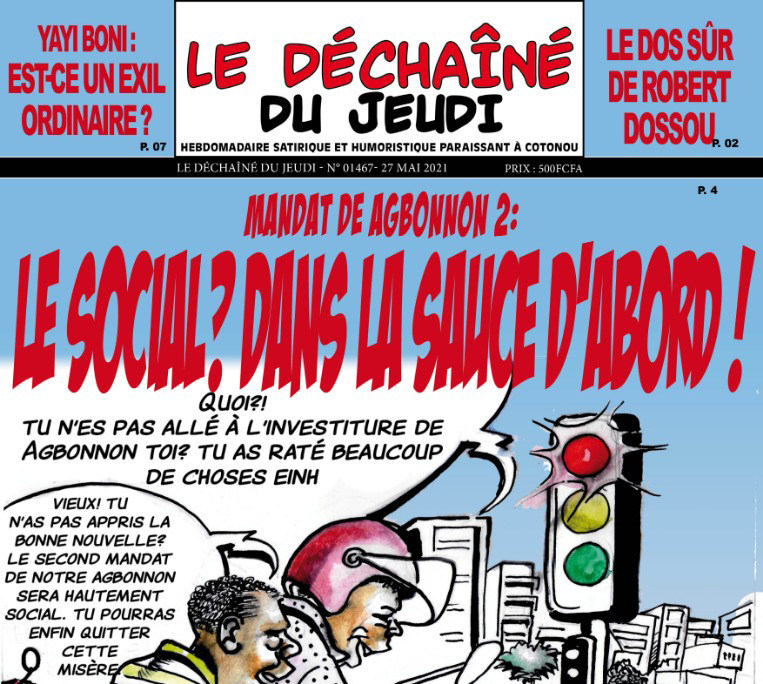 YAYI BONI :
EST-CE UN EXIL
ORDINAIRE ?
P. 07
LE DÉCHAÎNÉ
DU JEUDI
HEBDOMADAIRE SATIRIQUE ET HUMORISTIQUE PARAISSANT À COTONOU
LE DOS SÛR
DE ROBERT
DOSSOU
P. 02
LE DÉCHAÎNÉ DU JEUDI - N° 01467- 27 MAI 2021
PRIX : 500FCFA
P. 4
MANDAT DE AGBONNON 2:
LE SOCIAL? DANS LA SAUCE D'ABORD !
QUOI?!
TU N'ES PAS ALLÉ À L'INVESTITURE DE
AGBONNON TOI? TU AS RATÉ BEAUCOUP
DE CHOSES EINH
VIEUX! TU
N'AS PAS APPRIS LA
BONNE NOUVELLE?
LE SECOND MANDAT
DE NOTRE AGBONNON
SERA HAUTEMENT
SOCIAL. TU POURRAS
ENFIN QUITTER
CETTE
MISÈRE